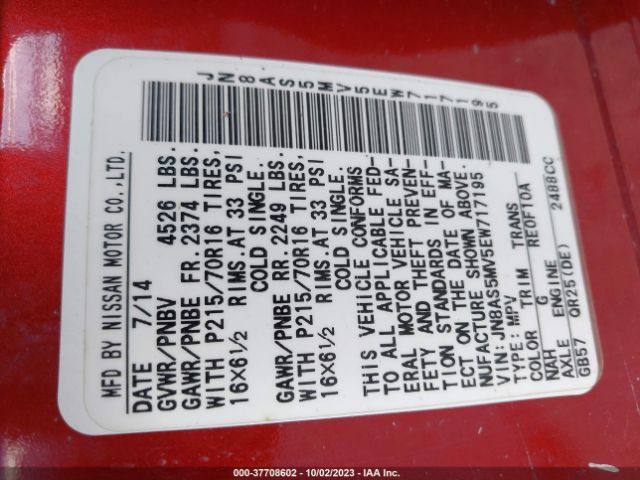 JN8AS5MV5EW717195
MFD BY NISSAN MOTOR CO.,LTD.
DATE 7/14
GVWR/PNBV 4526 LBS.
GAWR/PNBE FR. 2374 LBS.
WITH P215/70R16 TIRES,
16X6½ RIMS.AT 33 PSI
COLD SINGLE.
GAWR/PNBE RR. 2249 LBS.
WITH P215/70R16 TIRES,
16X6½ RIMS.AT 33 PSI
COLD SINGLE.
THIS VEHICLE CONFORMS
TO ALL APPLICABLE FED-
ERAL MOTOR VEHICLE SA-
FETY AND THEFT PREVEN-
TION STANDARDS IN EFF-
ECT ON THE DATE OF MA-
NUFACTURE SHOWN ABOVE.
VIN:JN8AS5MV5EW717195
TYPE: MPV
COLOR TRIM TRANS
NAH G RE0F10A
AXLE ENGINE
GB57 QR25(DE) 2488CC
000-37708602 - 10/02/2023 - IAA Inc.